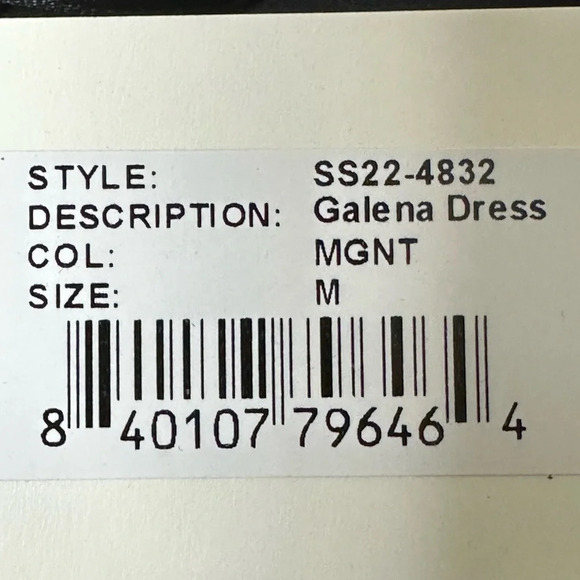 STYLE: SS22-4832
DESCRIPTION: Galena Dress
COL: MGNT
SIZE: M
8 40107 79646 4